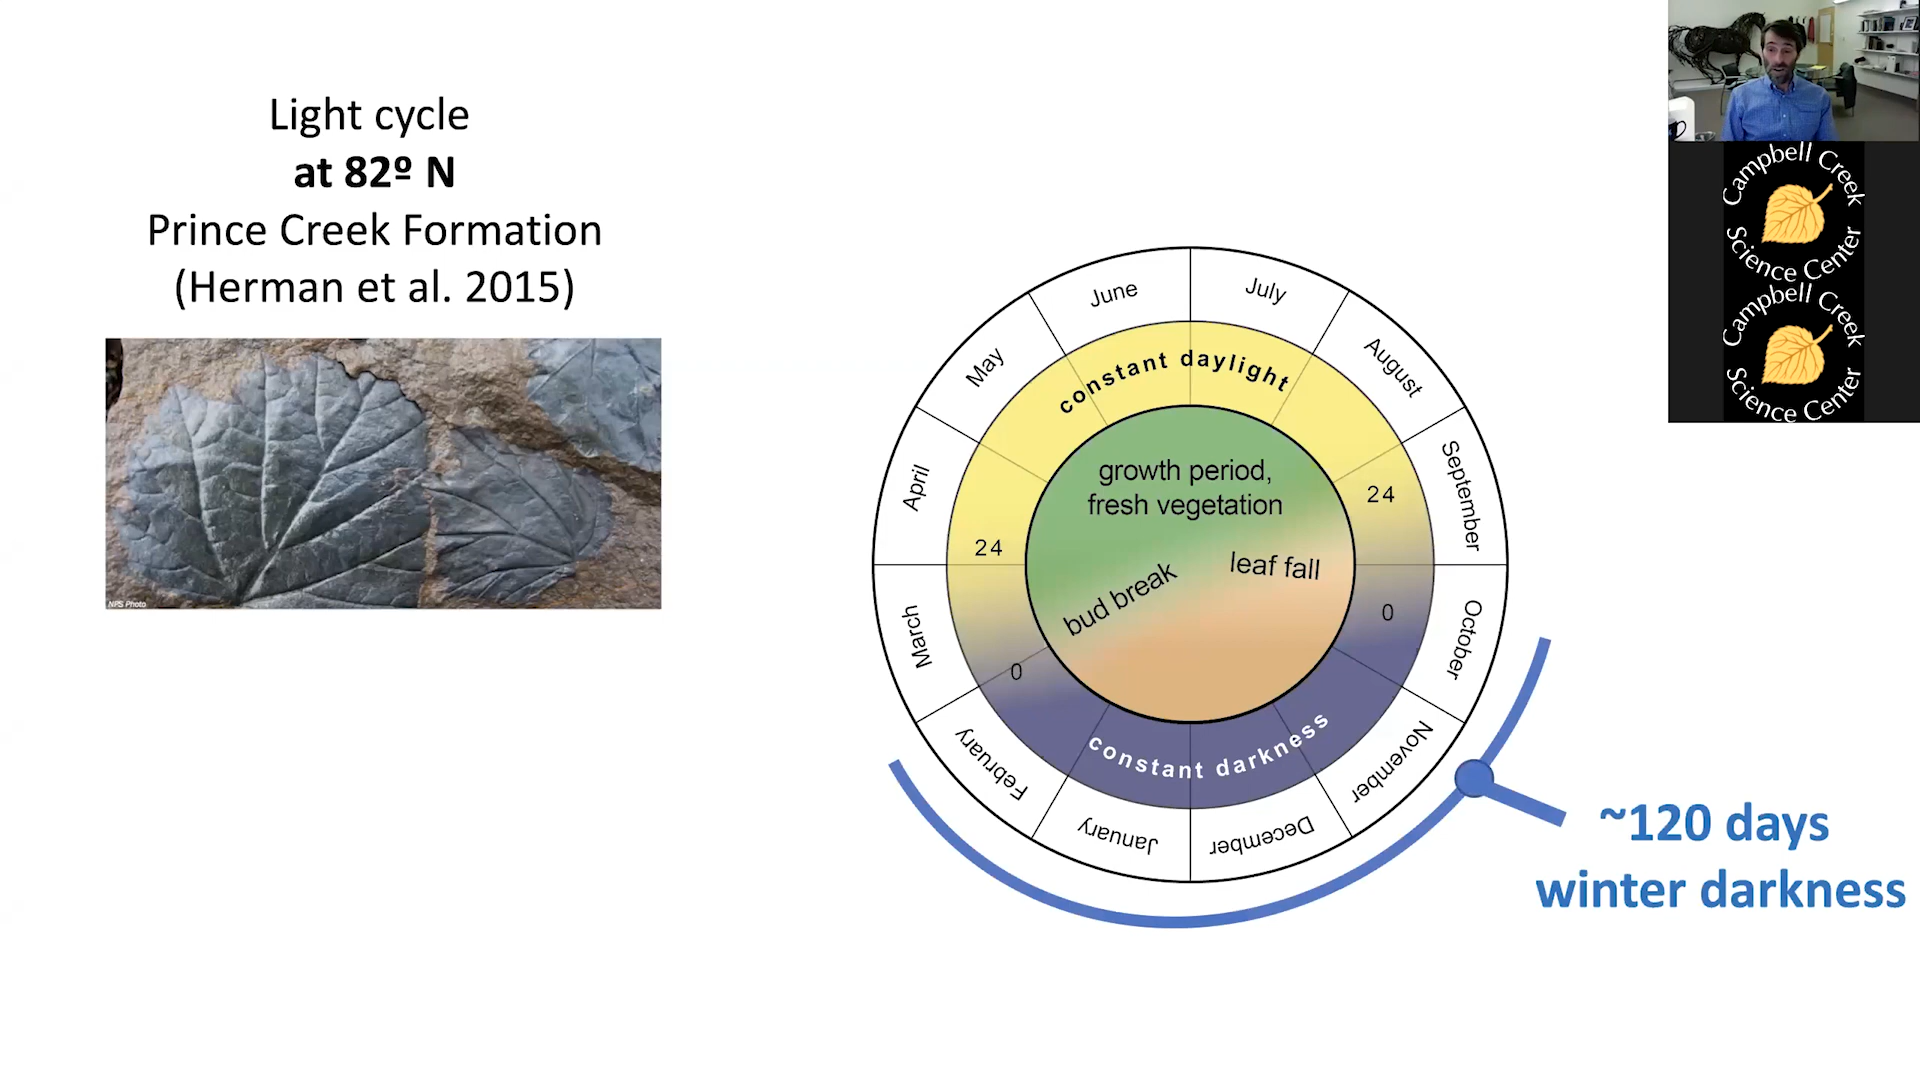 Light cycle
at 82º N
Prince Creek Formation
(Herman et al. 2015)
NPS Photo
June
July
May
August
April
September
March
October
February
November
January
December
constant daylight
24
24
0
0
constant darkness
growth period,
fresh vegetation
bud break
leaf fall
~120 days
winter darkness
Campbell Creek
Science Center
Campbell Creek
Science Center